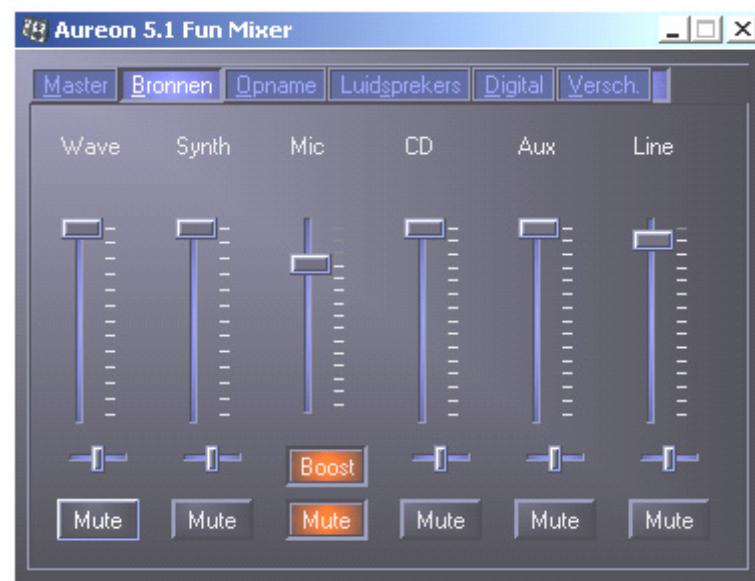 Aureon 5.1 Fun Mixer
Master Bronnen Opname Luidsprekers Digital Versch.
Wave Synth Mic CD Aux Line
Boost
Mute Mute Mute Mute Mute Mute